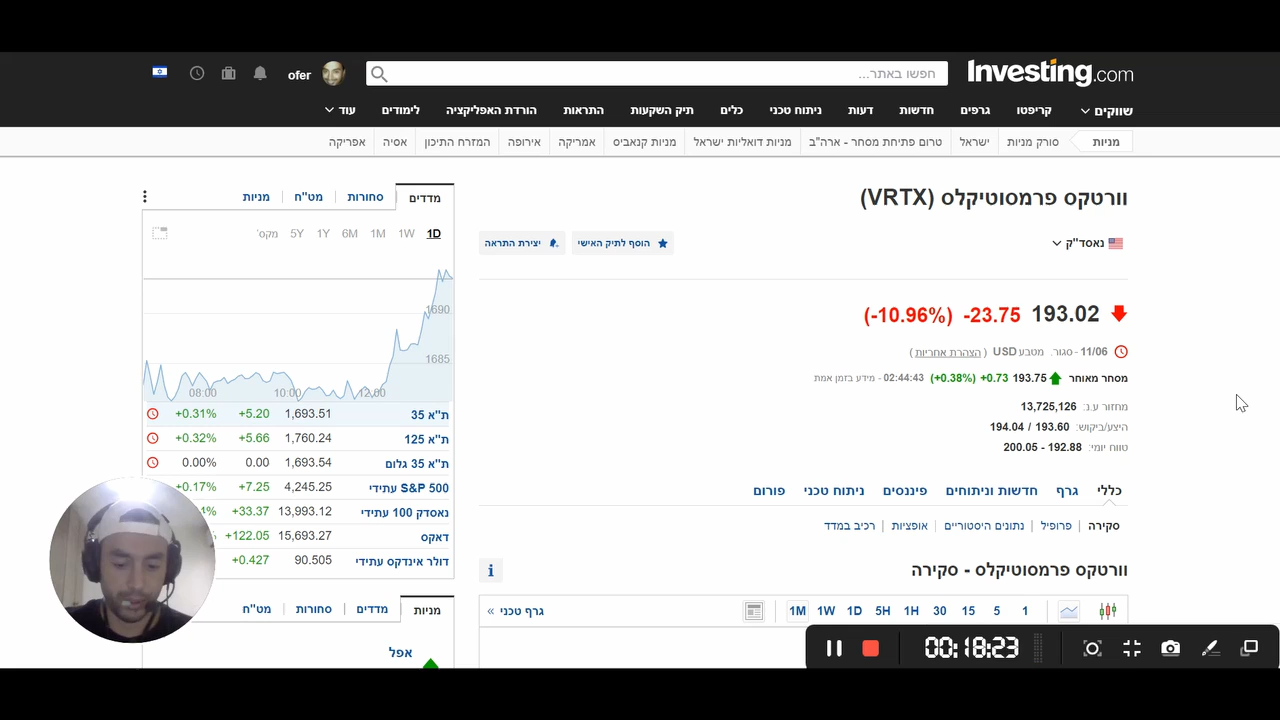 Investing.com
חפשו באתר...
ofer
שווקים
קריפטו
גרפים
חדשות
דעות
ניתוח טכני
כלים
תיק השקעות
התראות
הורדת האפליקציה
לימודים
עוד
מניות
סורק מניות
ישראל
טרום פתיחת מסחר - ארה"ב
מניות דואליות ישראל
מניות קנאביס
אמריקה
אירופה
המזרח התיכון
אסיה
אפריקה
וורטקס פרמסוטיקלס (VRTX)
נאסד"ק
הוסף לתיק האישי
יצירת התראה
193.02 -23.75 (-10.96%)
11/06 - סגור. מטבע USD ( הצהרת אחריות )
מסחר מאוחר 193.75 +0.73 (+0.38%) 02:44:43 - מידע בזמן אמת
מחזור ע.נ: 13,725,126
היצע/ביקוש: 193.60 / 194.04
טווח יומי: 192.88 - 200.05
כללי
גרף
חדשות וניתוחים
פיננסים
ניתוח טכני
פורום
סקירה
פרופיל
נתונים היסטוריים
אופציות
רכיב במדד
וורטקס פרמסוטיקלס - סקירה
1 5 15 30 1H 5H 1D 1W 1M
גרף טכני »
מדדים
סחורות
מט"ח
מניות
1D 1W 1M 6M 1Y 5Y מקס'
1690
1685
08:00 10:00 12:00
ת"א 35 1,693.51 +5.20 +0.31%
ת"א 125 1,760.24 +5.66 +0.32%
ת"א 35 גלום 1,693.54 0.00 0.00%
S&P 500 עתידי 4,245.25 +7.25 +0.17%
נאסדק 100 עתידי 13,993.12 +33.37
דאקס 15,693.27 +122.05
דולר אינדקס עתידי 90.505 +0.427
מניות
מדדים
סחורות
מט"ח
אפל
00:18:23